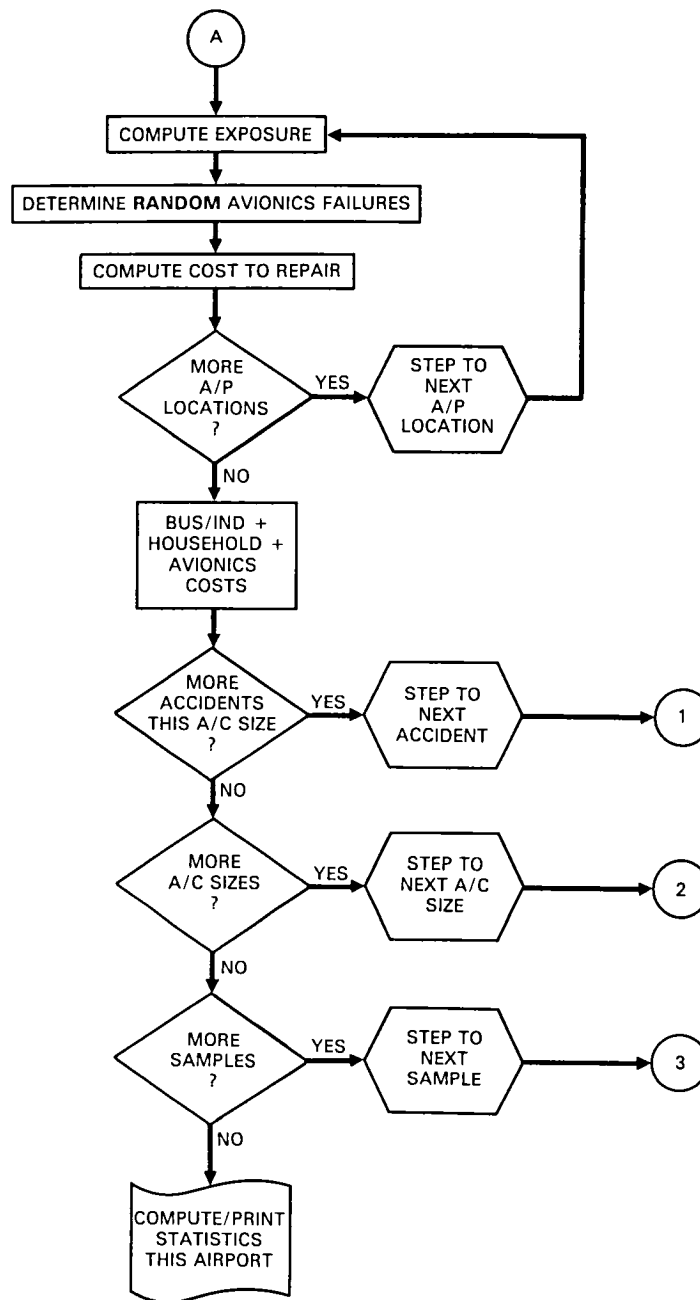 A
COMPUTE EXPOSURE
DETERMINE RANDOM AVIONICS FAILURES
COMPUTE COST TO REPAIR
MORE
A/P
LOCATIONS
?
YES
STEP TO
NEXT
A/P
LOCATION
NO
BUS/IND +
HOUSEHOLD +
AVIONICS
COSTS
MORE
ACCIDENTS
THIS A/C SIZE
?
YES
STEP TO
NEXT
ACCIDENT
1
NO
MORE
A/C SIZES
?
YES
STEP TO
NEXT A/C
SIZE
2
NO
MORE
SAMPLES
?
YES
STEP TO
NEXT
SAMPLE
3
NO
COMPUTE/PRINT
STATISTICS
THIS AIRPORT